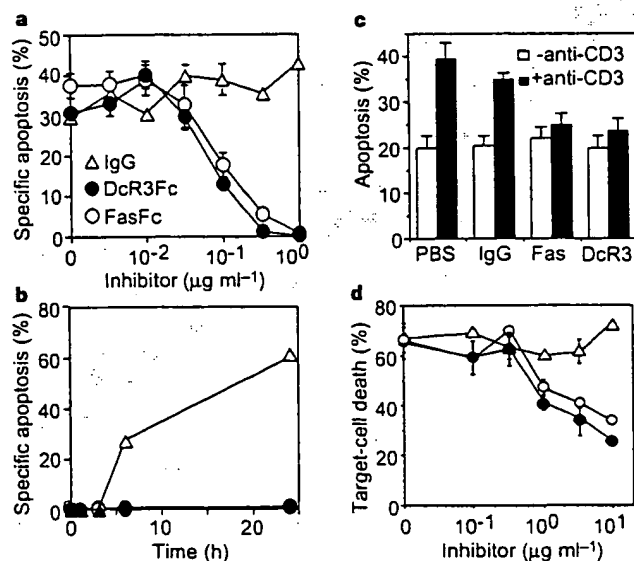 a
Specific apoptosis (%)
50
40
30
20
10
0
IgG
DcR3Fc
FasFc
0 10-2 10-1 100
Inhibitor (μg ml–1)
c
Apoptosis (%)
40
30
20
10
0
-anti-CD3
+anti-CD3
PBS IgG Fas DcR3
b
Specific apoptosis (%)
80
60
40
20
0
0 10 20
Time (h)
d
Target-cell death (%)
80
60
40
20
0
0 10-1 100 101
Inhibitor (μg ml–1)